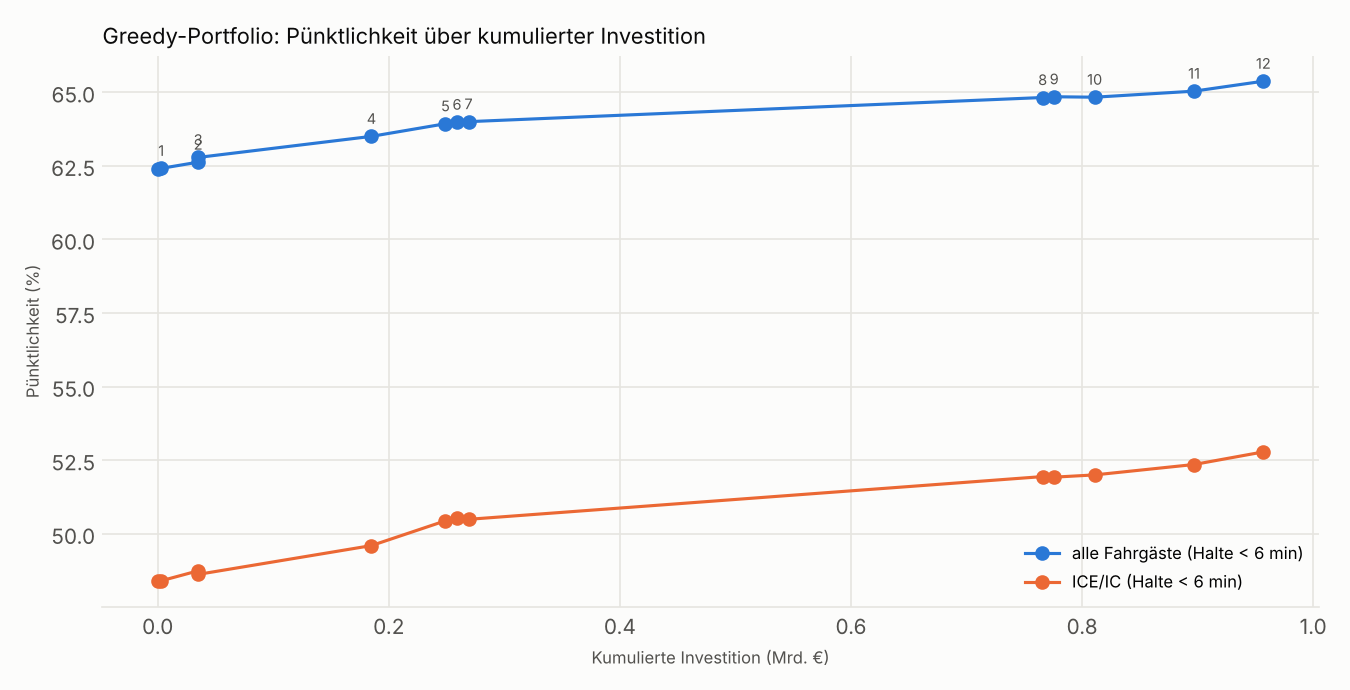 Greedy-Portfolio: Pünktlichkeit über kumulierter Investition
12
11
8 9 10
65.0
5 6 7
4
3
2
1
62.5
60.0
57.5
55.0
52.5
50.0
Pünktlichkeit (%)
alle Fahrgäste (Halte < 6 min)
ICE/IC (Halte < 6 min)
0.0 0.2 0.4 0.6 0.8 1.0
Kumulierte Investition (Mrd. €)